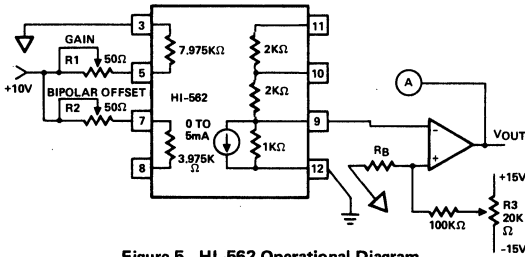 3
11
GAIN
7.975KΩ
2KΩ
R1
50Ω
5
10
+10V
BIPOLAR OFFSET
HI-562
2KΩ
A
R2
50Ω
7
0 TO
5mA
9
VOUT
RB
1KΩ
3.975K
Ω
8
12
+15V
R3
20K
Ω
100KΩ
-15V
Figure 5. HI-562 Operational Diagram